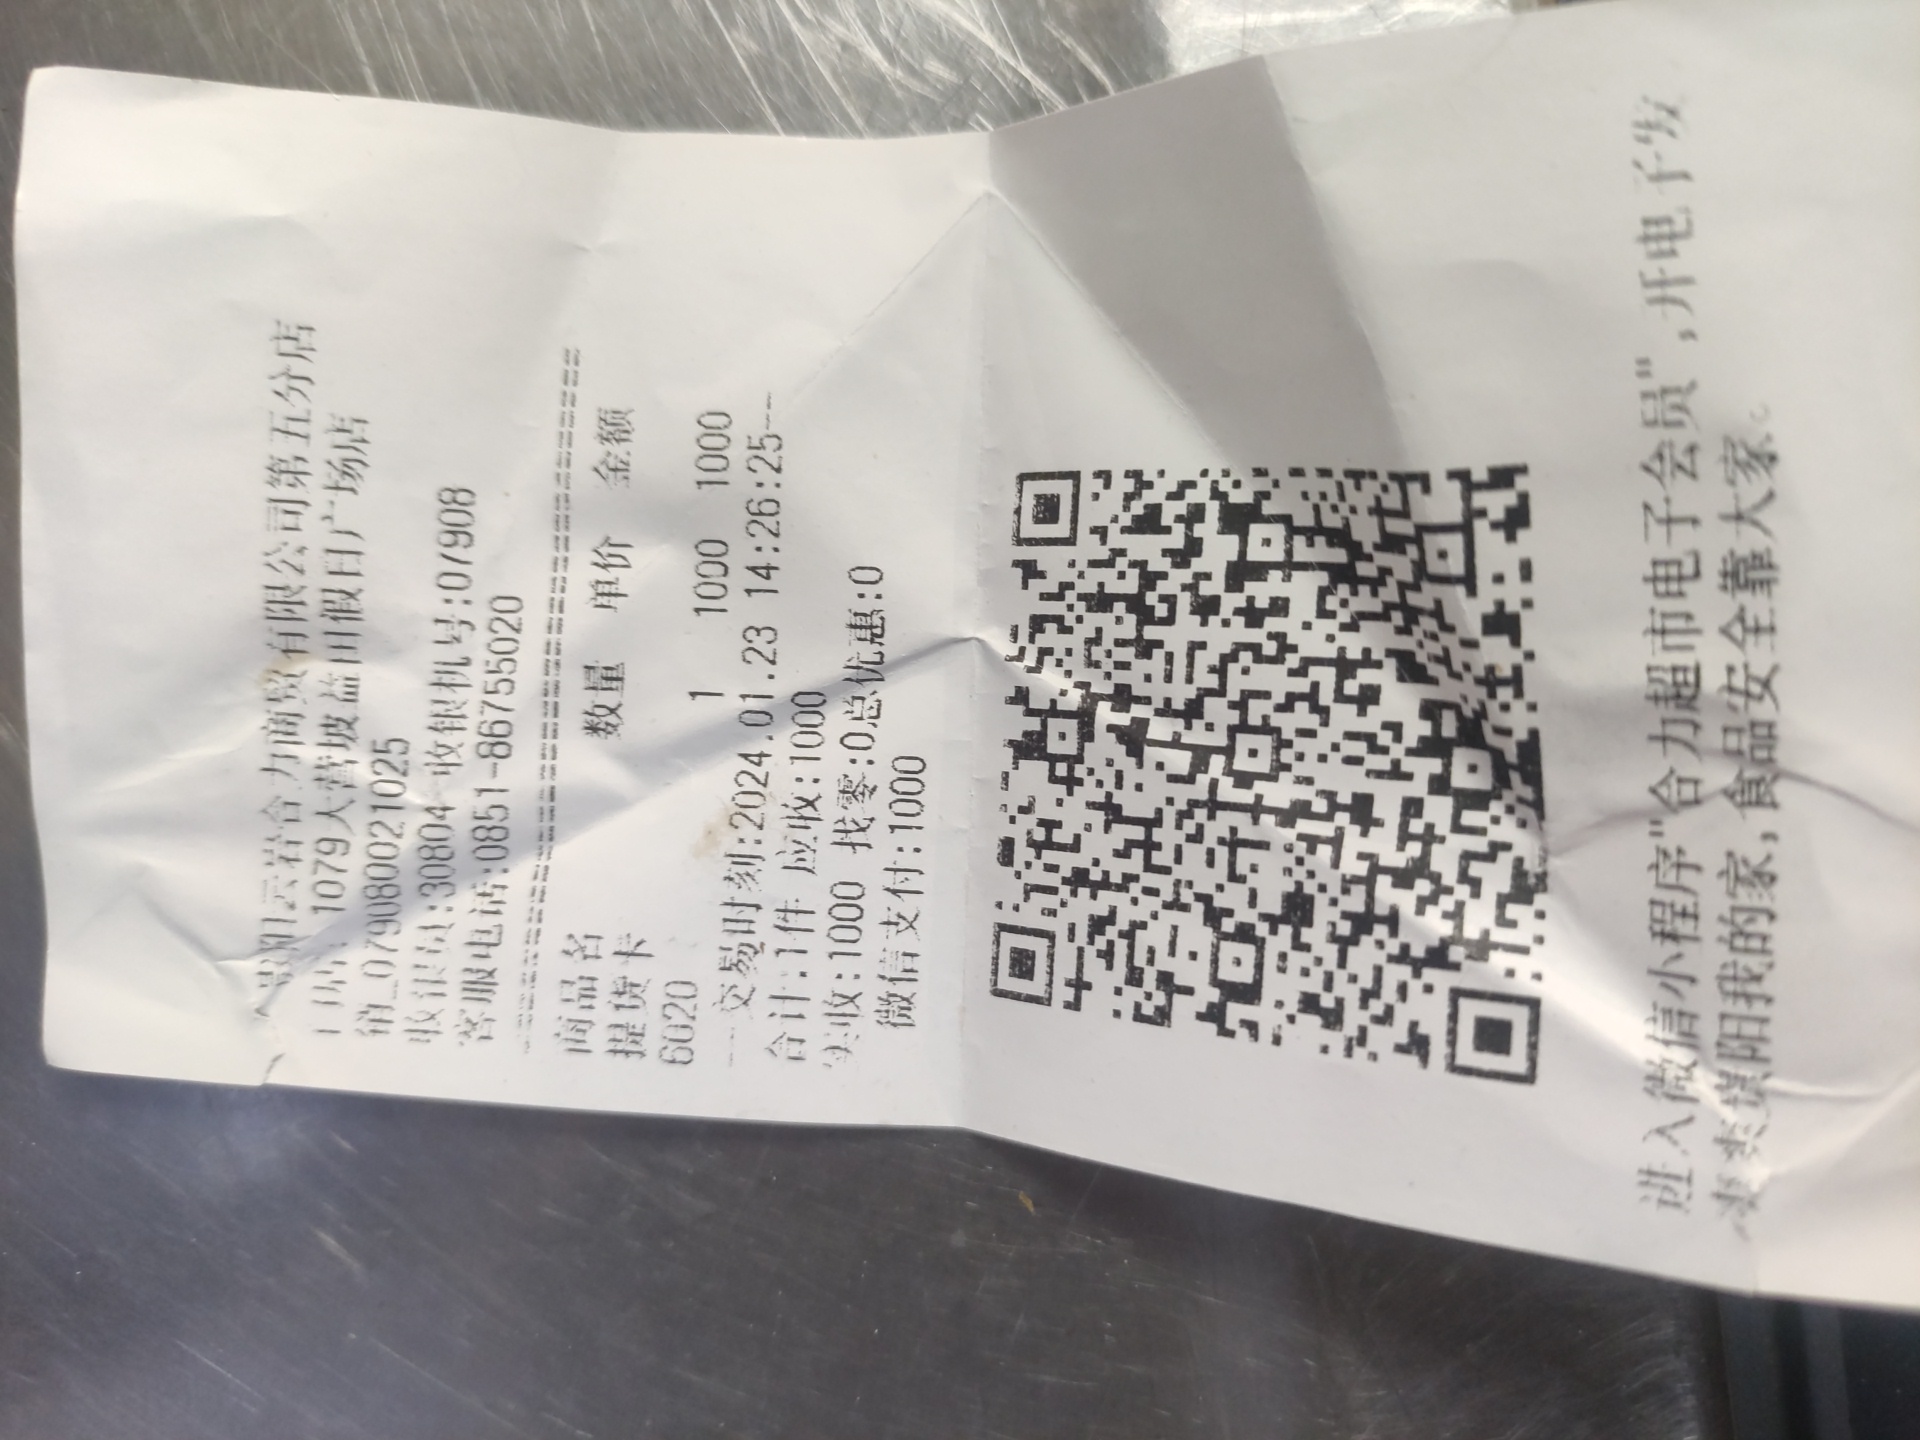 贵阳云岩合力商贸有限公司第五分店
门店: 1079大营坡益田假日广场店
销_079080021025
收银员:30804 收银机号:07908
客服电话:0851-86755020
商品名 数量 单价 金额
提货卡
6020 1 1000 1000
---交易时刻:2024.01.23 14:26:25--
合计:1件 应收:1000
实收:1000 找零:0总优惠:0
微信支付:1000
进入微信小程序"合力超市电子会员",开电子发
爽爽贵阳我的家,食品安全靠大家。